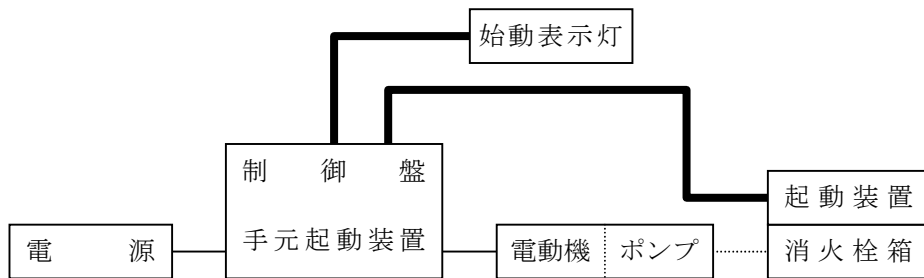 始動表示灯
制御盤
起動装置
手元起動装置
電源
電動機
ポンプ
消火栓箱